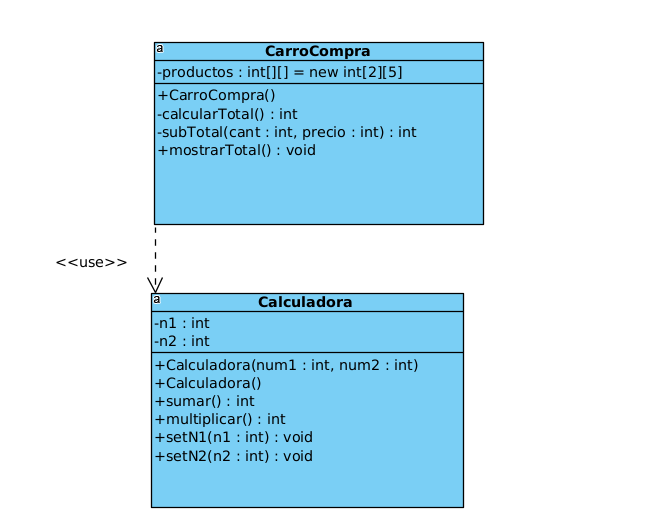 a
CarroCompra
-productos : int[][] = new int[2][5]
+CarroCompra()
-calcularTotal() : int
-subTotal(cant : int, precio : int) : int
+mostrarTotal() : void
<<use>>
a
Calculadora
-n1 : int
-n2 : int
+Calculadora(num1 : int, num2 : int)
+Calculadora()
+sumar() : int
+multiplicar() : int
+setN1(n1 : int) : void
+setN2(n2 : int) : void